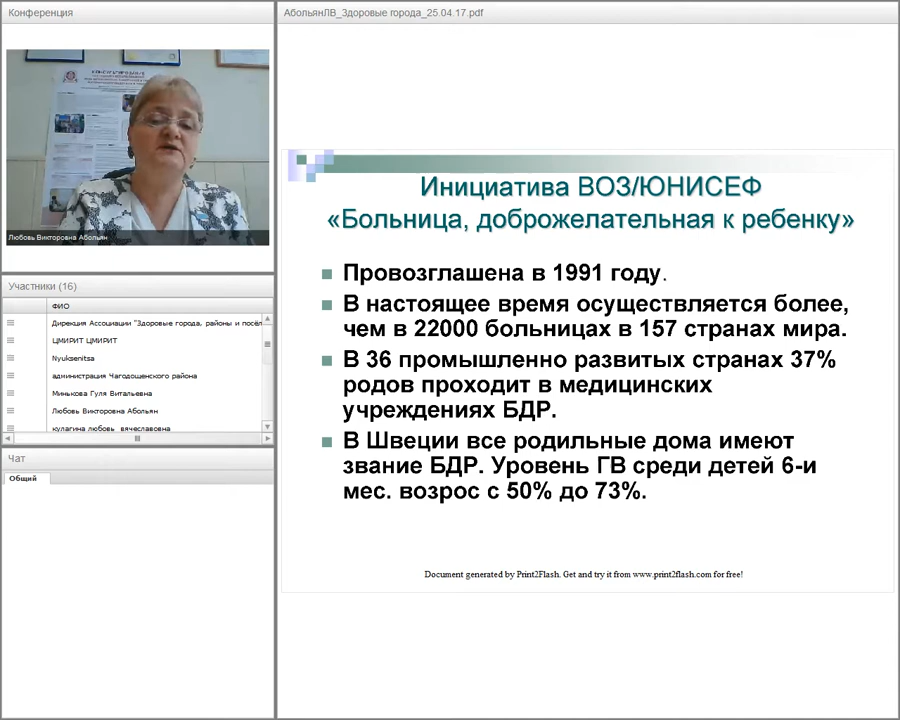 Конференция
Любовь Викторовна Абольян
Участники (16)
ФИО
Дирекция Ассоциации "Здоровые города, районы и посёл
ЦМИРИТ ЦМИРИТ
Nyuksenitsa
администрация Чагодощенского района
Минькова Гуля Витальевна
Любовь Викторовна Абольян
кулагина любовь вячеславовна
Чат
Общий
АбольянЛВ_Здоровые города_25.04.17.pdf
Инициатива ВОЗ/ЮНИСЕФ
«Больница, доброжелательная к ребенку»
Провозглашена в 1991 году.
В настоящее время осуществляется более,
чем в 22000 больницах в 157 странах мира.
В 36 промышленно развитых странах 37%
родов проходит в медицинских
учреждениях БДР.
В Швеции все родильные дома имеют
звание БДР. Уровень ГВ среди детей 6-и
мес. возрос с 50% до 73%.
Document generated by Print2Flash. Get and try it from www.print2flash.com for free!